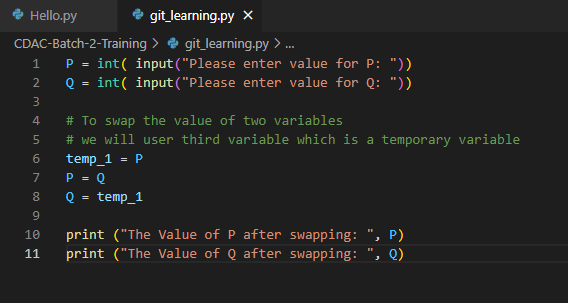 Hello.py git_learning.py ×
CDAC-Batch-2-Training > git_learning.py > ...
1 P = int( input("Please enter value for P: "))
2 Q = int( input("Please enter value for Q: "))
3
4 # To swap the value of two variables
5 # we will user third variable which is a temporary variable
6 temp_1 = P
7 P = Q
8 Q = temp_1
9
10 print ("The Value of P after swapping: ", P)
11 print ("The Value of Q after swapping: ", Q)